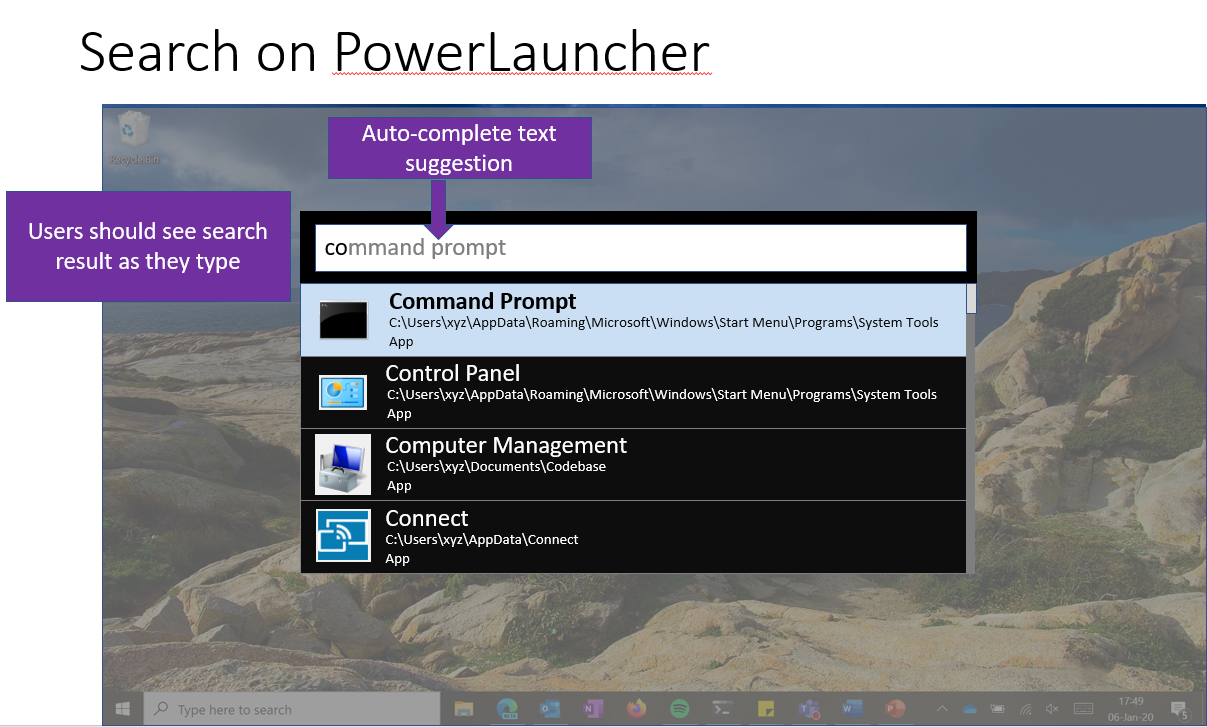 Search on PowerLauncher
Recycle Bin
Auto-complete text
suggestion
Users should see search
result as they type
command prompt
Command Prompt
C:\Users\xyz\AppData\Roaming\Microsoft\Windows\Start Menu\Programs\System Tools
App
Control Panel
C:\Users\xyz\AppData\Roaming\Microsoft\Windows\Start Menu\Programs\System Tools
App
Computer Management
C:\Users\xyz\Documents\Codebase
App
Connect
C:\Users\xyz\AppData\Connect
App
Type here to search
17:49
06-Jan-20
5